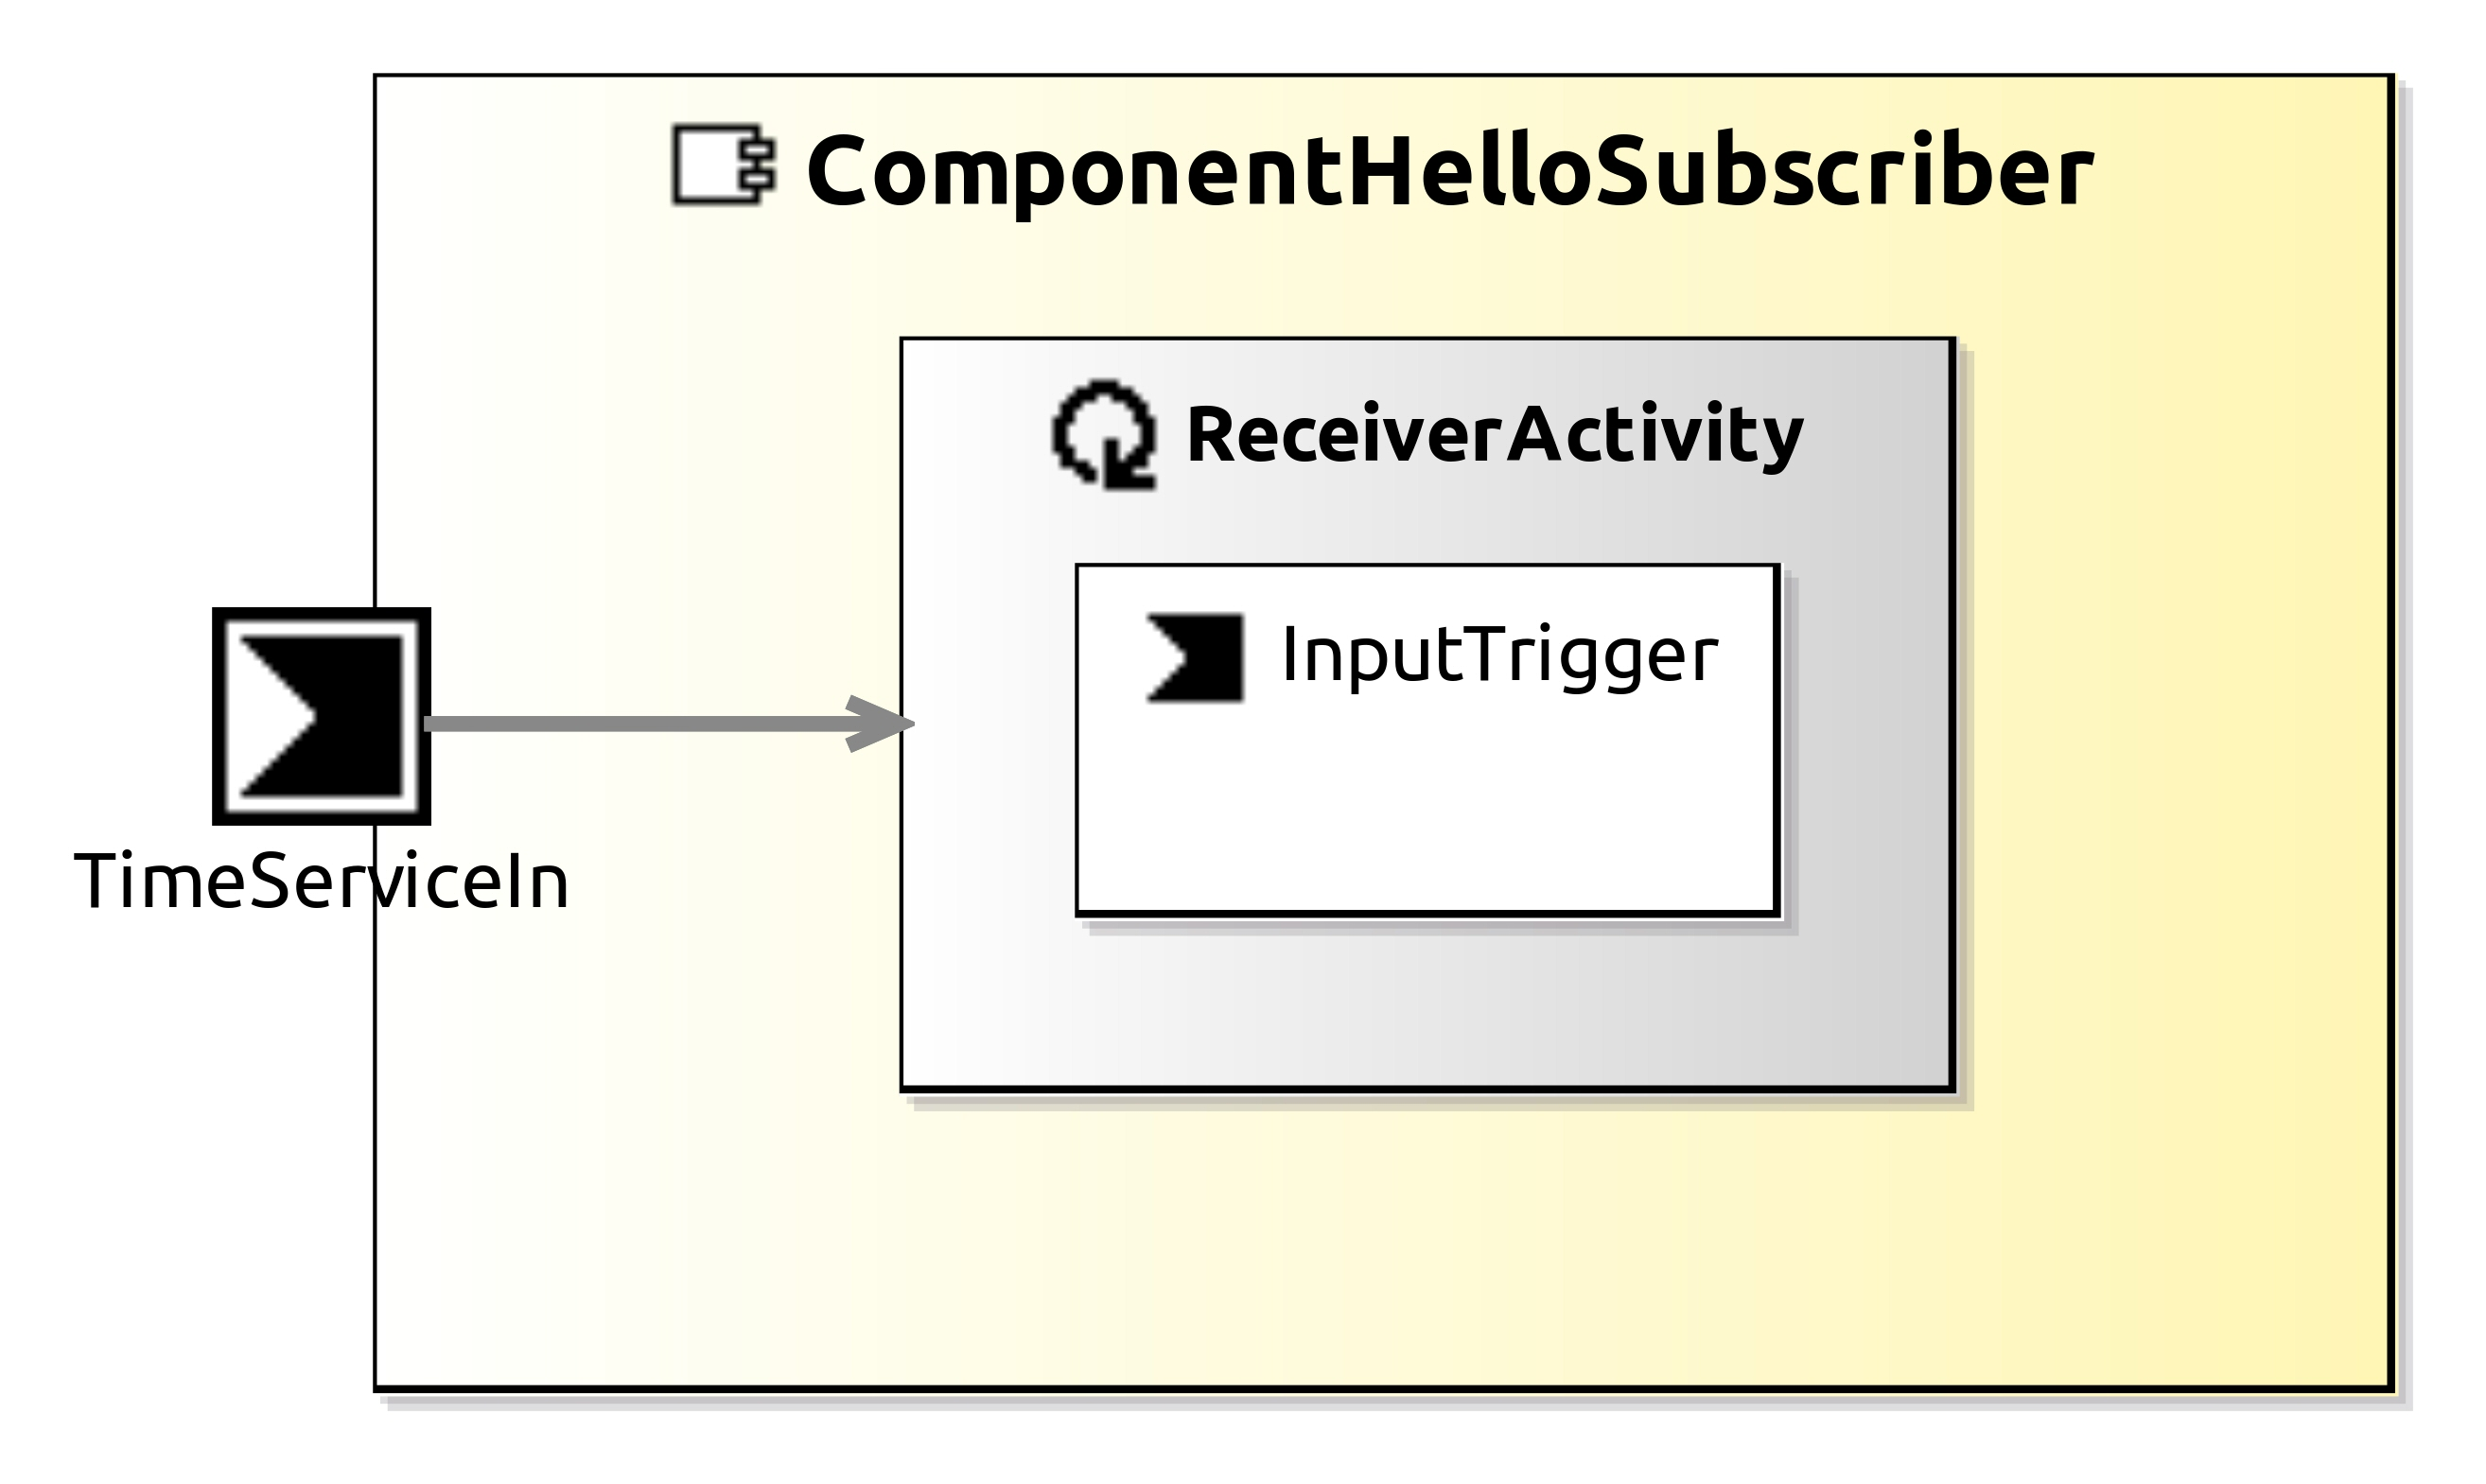 ComponentHelloSubscriber
ReceiverActivity
InputTrigger
TimeServiceIn